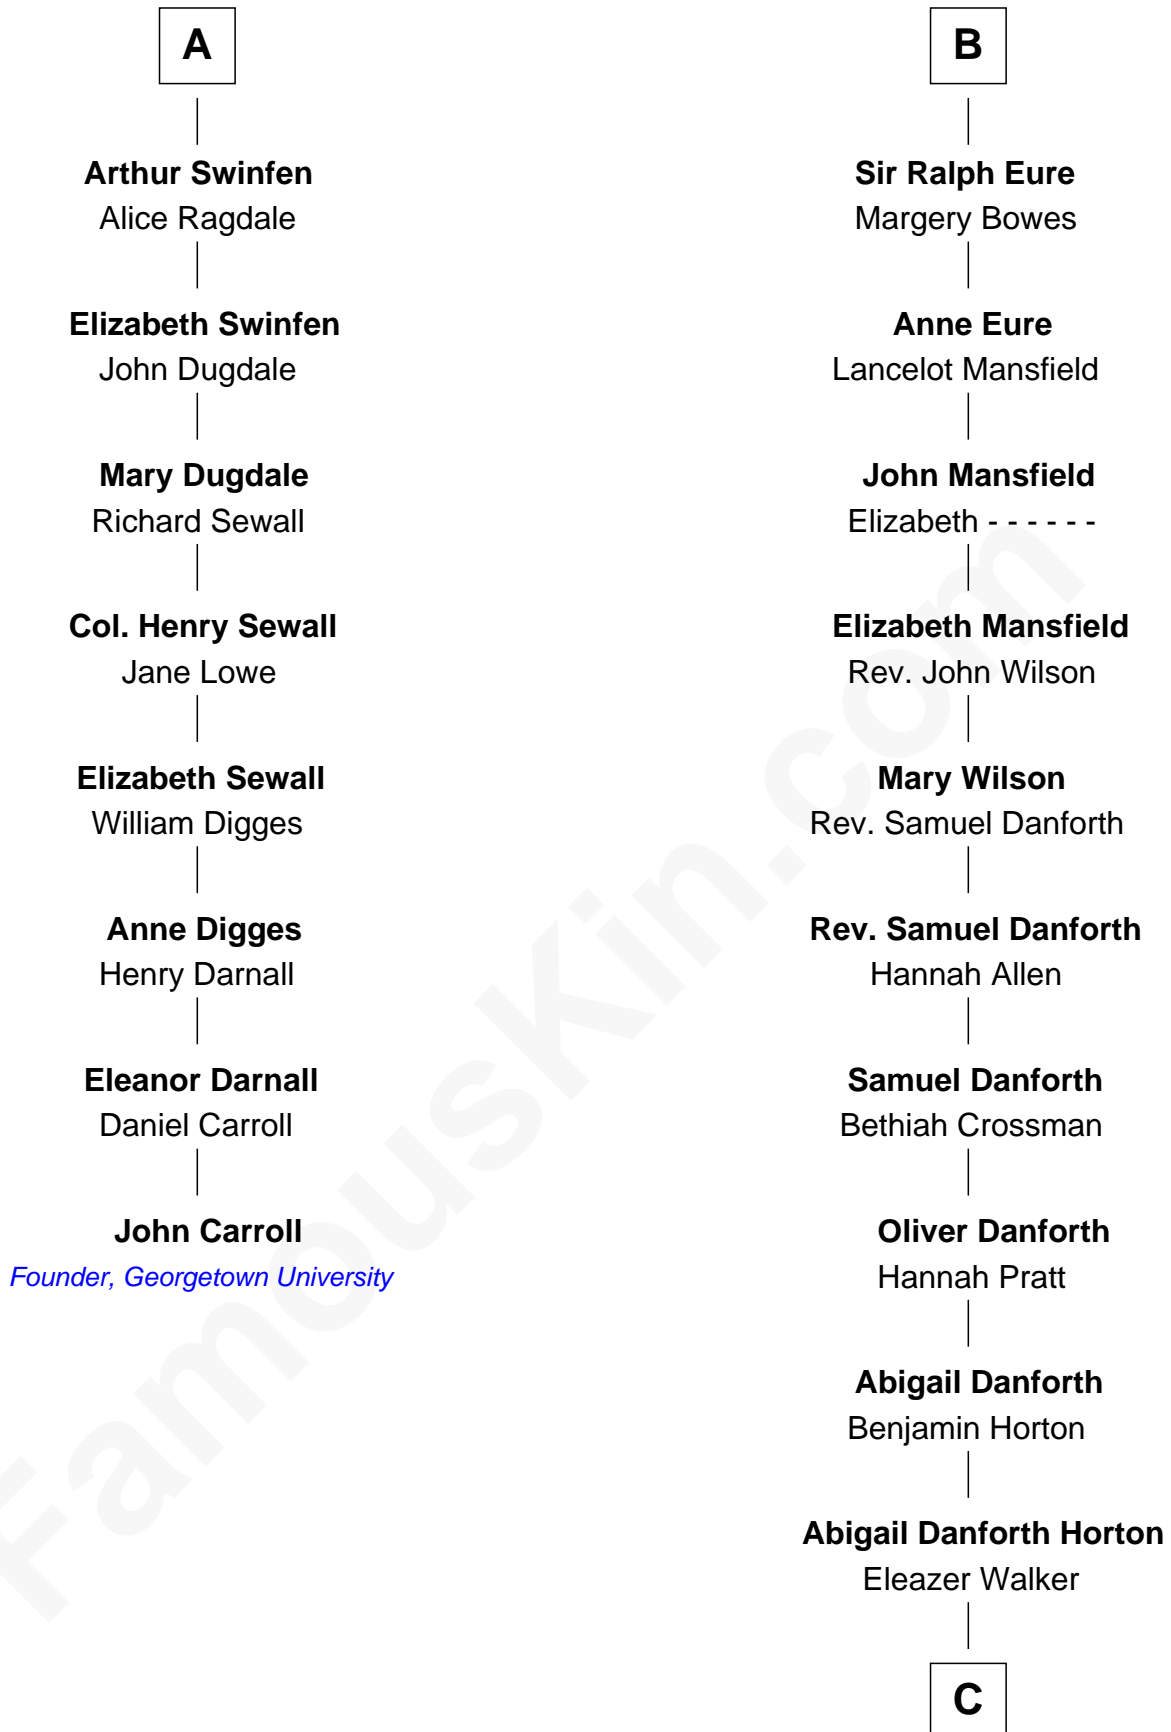 A
Arthur Swinfen
Alice Ragdale
Elizabeth Swinfen
John Dugdale
Mary Dugdale
Richard Sewall
Col. Henry Sewall
Jane Lowe
Elizabeth Sewall
William Digges
Anne Digges
Henry Darnall
Eleanor Darnall
Daniel Carroll
John Carroll
Founder, Georgetown University
B
Sir Ralph Eure
Margery Bowes
Anne Eure
Lancelot Mansfield
John Mansfield
Elizabeth - - - - - -
Elizabeth Mansfield
Rev. John Wilson
Mary Wilson
Rev. Samuel Danforth
Rev. Samuel Danforth
Hannah Allen
Samuel Danforth
Bethiah Crossman
Oliver Danforth
Hannah Pratt
Abigail Danforth
Benjamin Horton
Abigail Danforth Horton
Eleazer Walker
C
FamousKin.com